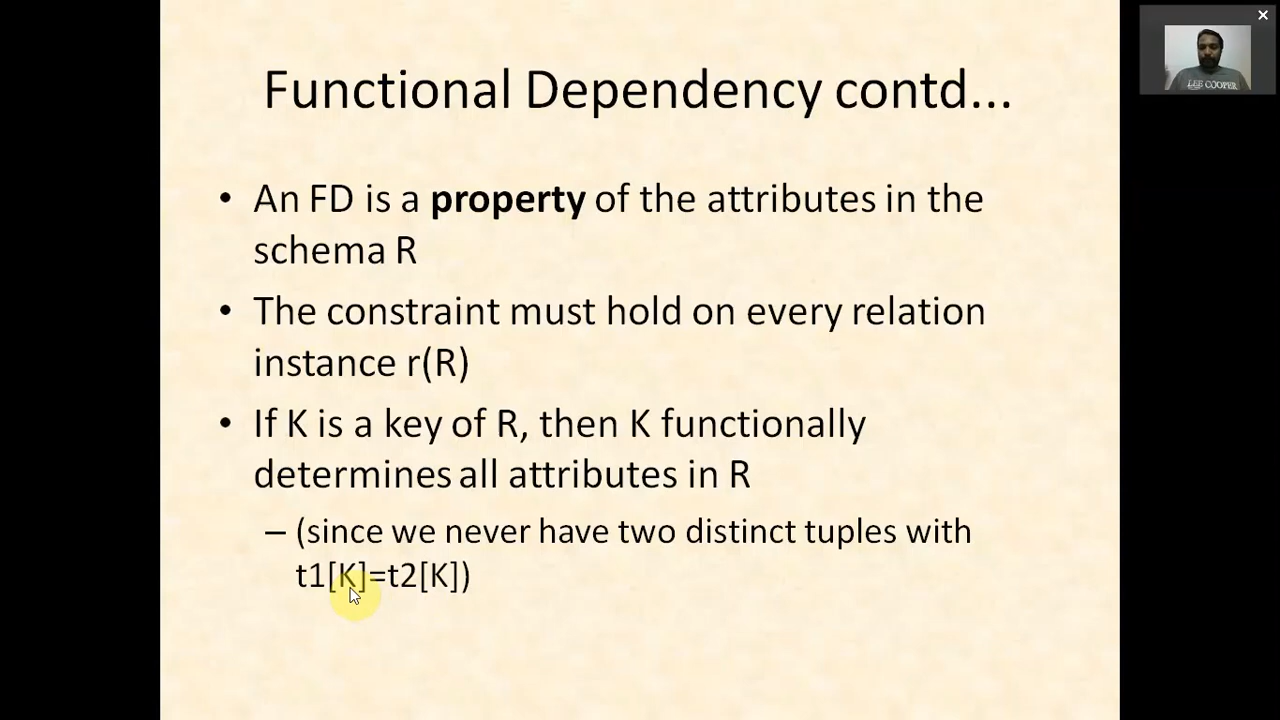 Functional Dependency contd...
• An FD is a property of the attributes in the
schema R
• The constraint must hold on every relation
instance r(R)
• If K is a key of R, then K functionally
determines all attributes in R
– (since we never have two distinct tuples with
t1[K]=t2[K])
LEE COOPER